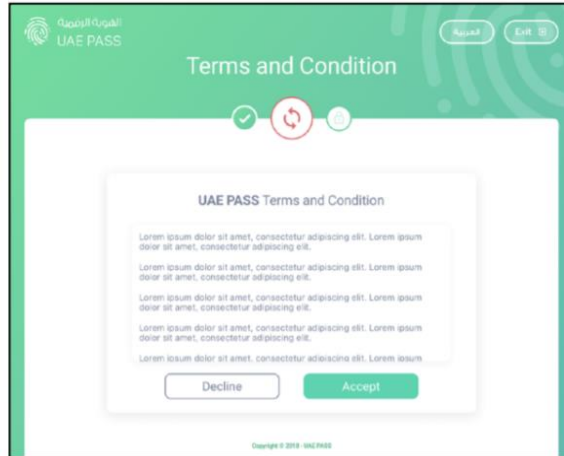 الهوية الرقمية
UAE PASS
العربية
Exit
Terms and Condition
UAE PASS Terms and Condition
Lorem ipsum dolor sit amet, consectetur adipiscing elit. Lorem ipsum
dolor sit amet, consectetur adipiscing elit.
Lorem ipsum dolor sit amet, consectetur adipiscing elit. Lorem ipsum
dolor sit amet, consectetur adipiscing elit.
Lorem ipsum dolor sit amet, consectetur adipiscing elit. Lorem ipsum
dolor sit amet, consectetur adipiscing elit.
Lorem ipsum dolor sit amet, consectetur adipiscing elit. Lorem ipsum
dolor sit amet, consectetur adipiscing elit.
Lorem ipsum dolor sit amet, consectetur adipiscing elit. Lorem ipsum
Decline
Accept
Copyright © 2018 - UAE PASS